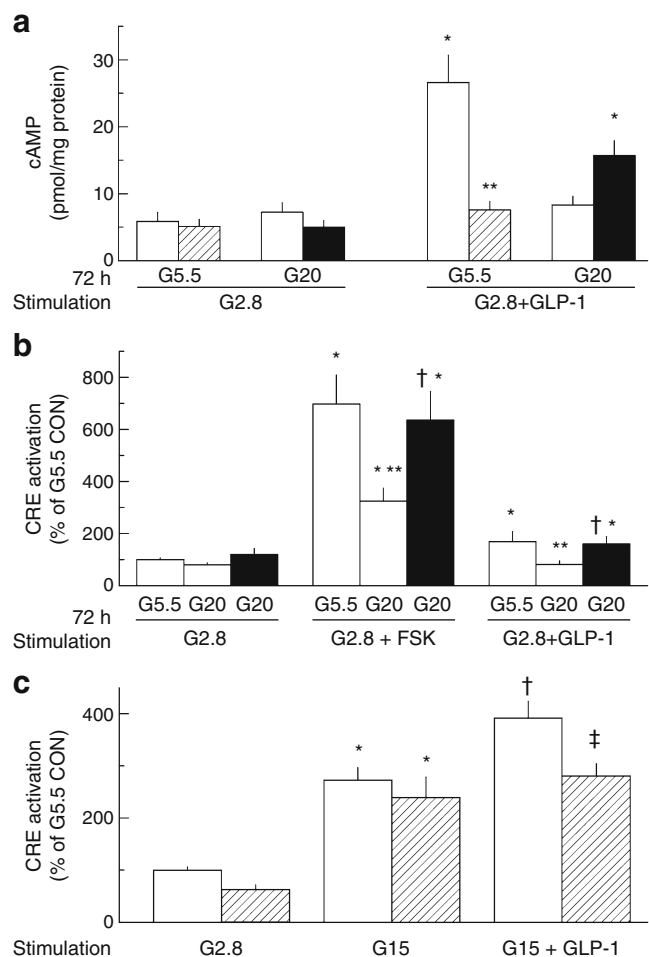 a
cAMP
(pmol/mg protein)
30
20
10
0
*
**
*
72 h
G5.5
G20
G5.5
G20
Stimulation
G2.8
G2.8+GLP-1
b
CRE activation
(% of G5.5 CON)
800
600
400
200
0
*
* **
† *
*
**
† *
72 h
G5.5 G20 G20
G5.5 G20 G20
G5.5 G20 G20
Stimulation
G2.8
G2.8 + FSK
G2.8+GLP-1
c
CRE activation
(% of G5.5 CON)
400
200
0
*
*
†
‡
Stimulation
G2.8
G15
G15 + GLP-1